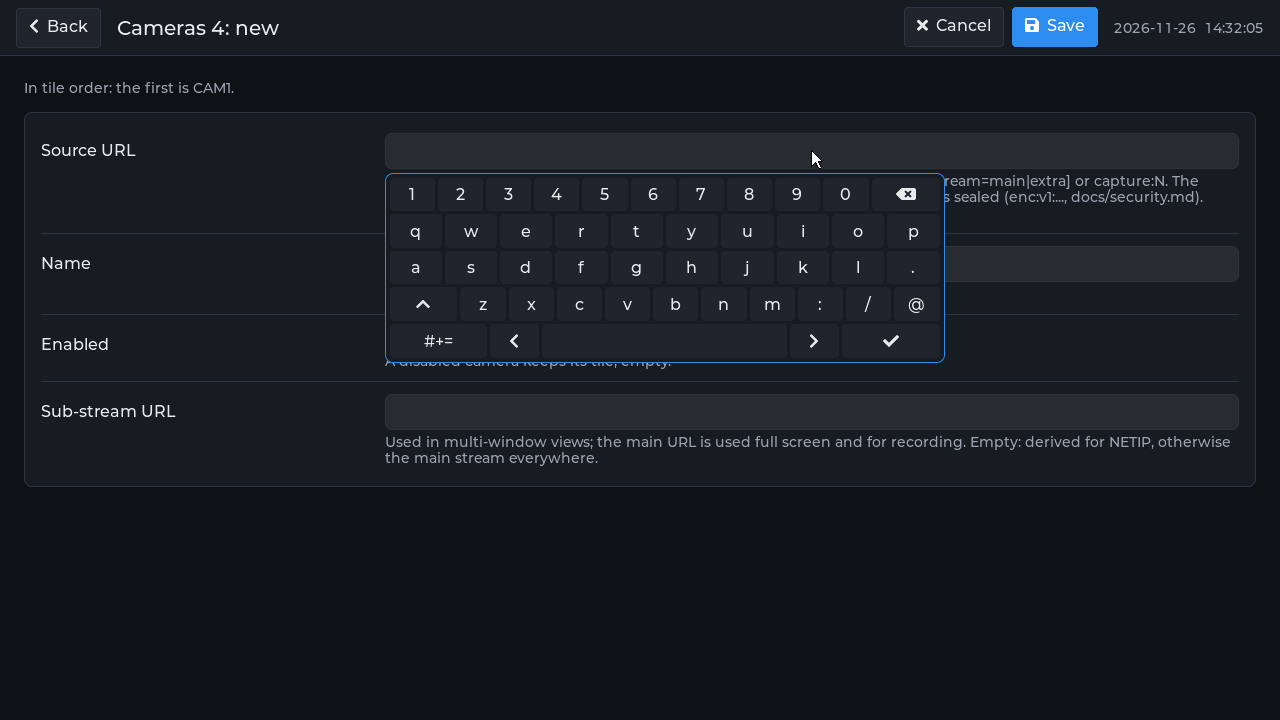 Back Cameras 4: new Cancel Save 2026-11-26 14:32:05
In tile order: the first is CAM1.
Source URL
1 2 3 4 5 6 7 8 9 0
ream=main|extra] or capture:N. The
s sealed (enc:v1:..., docs/security.md).
q w e r t y u i o p
Name
a s d f g h j k l .
z x c v b n m : / @
#+=
Enabled
A disabled camera keeps its tile, empty.
Sub-stream URL
Used in multi-window views; the main URL is used full screen and for recording. Empty: derived for NETIP, otherwise
the main stream everywhere.